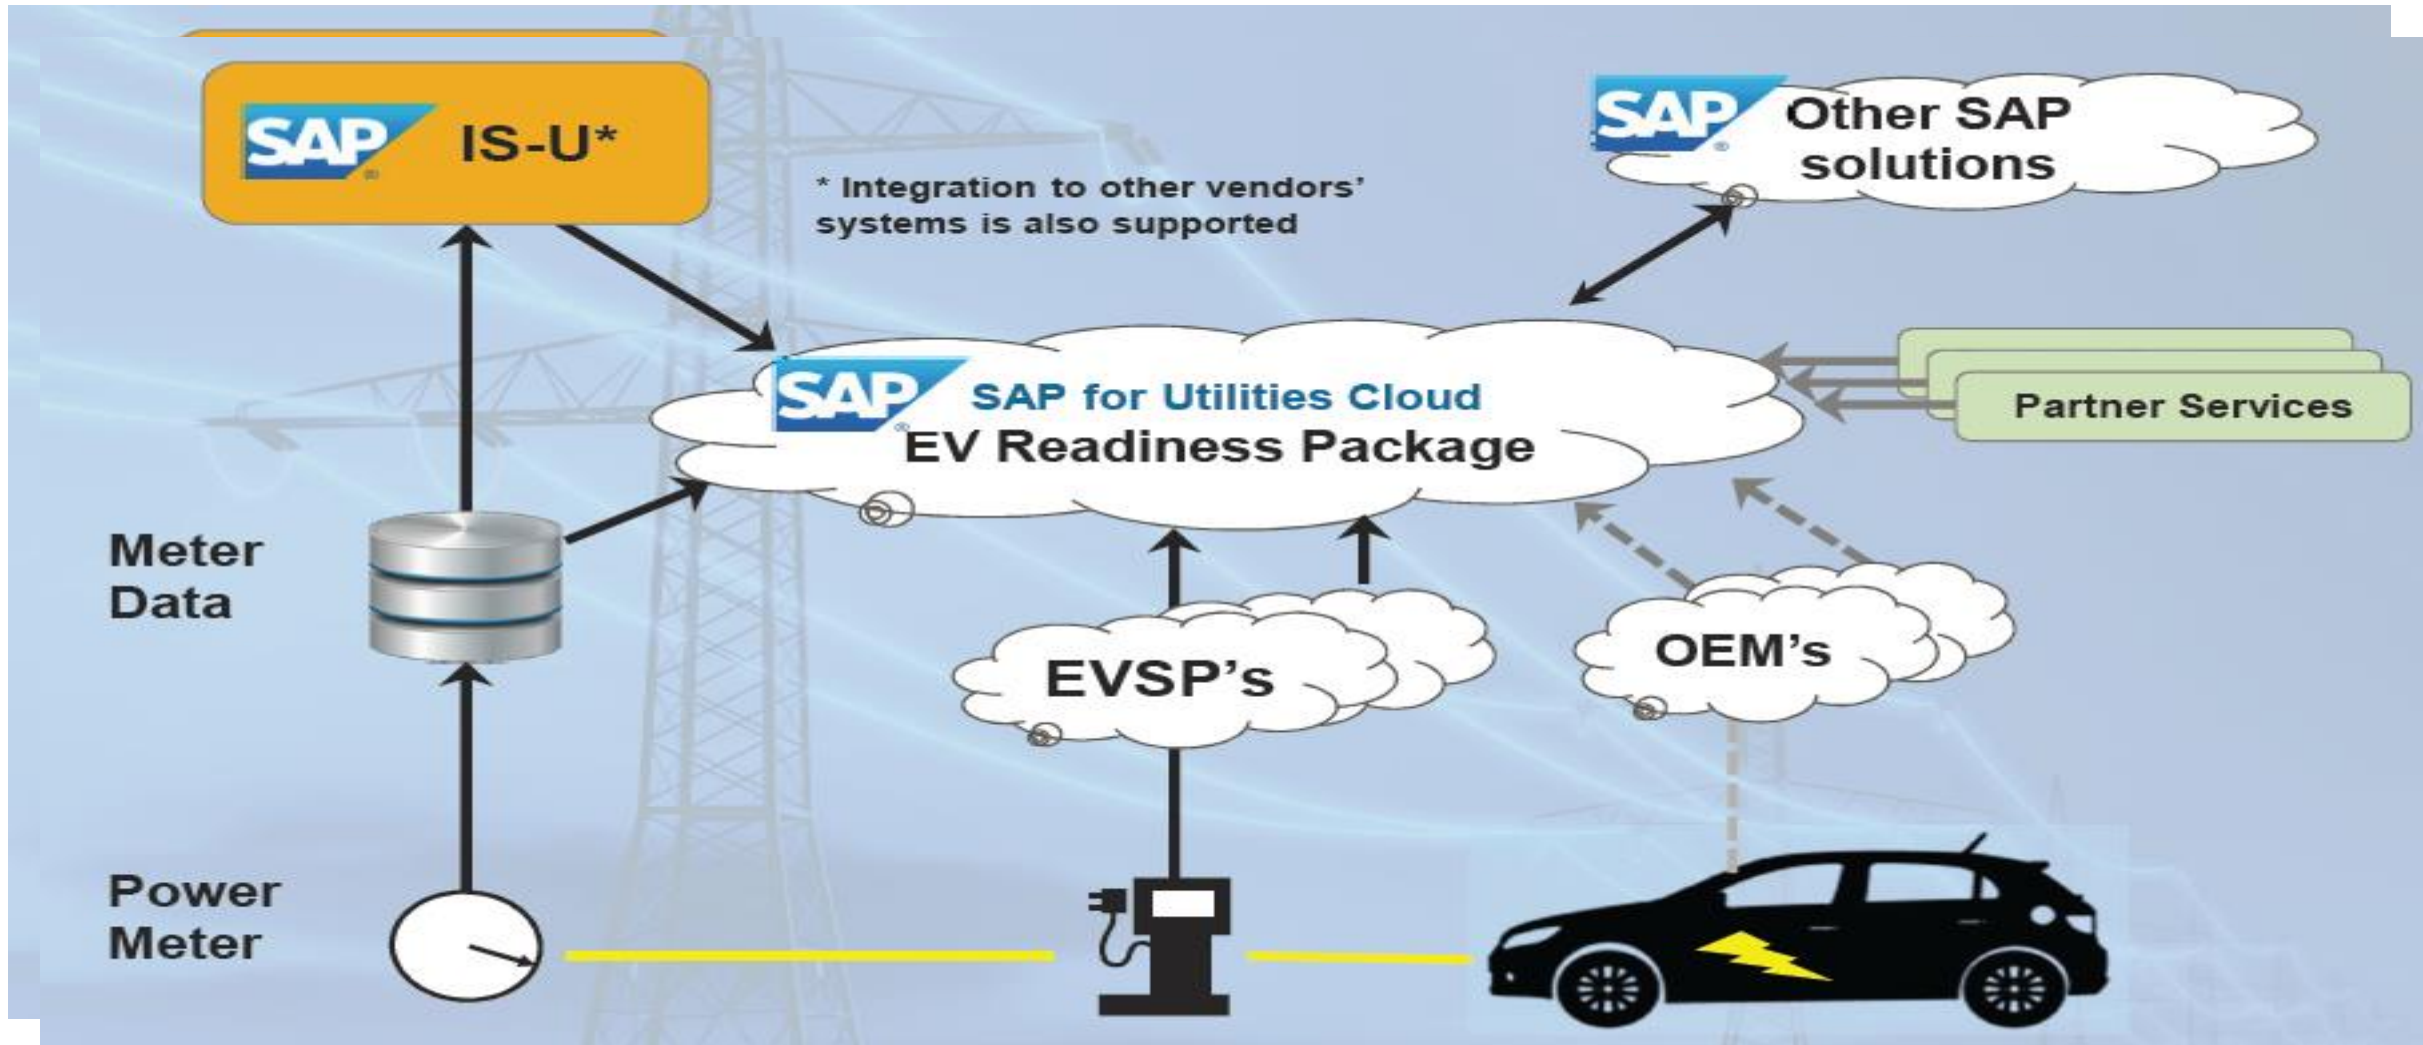 SAP
®
IS-U*
SAP
®
Other SAP
solutions
* Integration to other vendors’
systems is also supported
SAP
®
SAP for Utilities Cloud
EV Readiness Package
Partner Services
Meter
Data
EVSP’s
OEM’s
Power
Meter